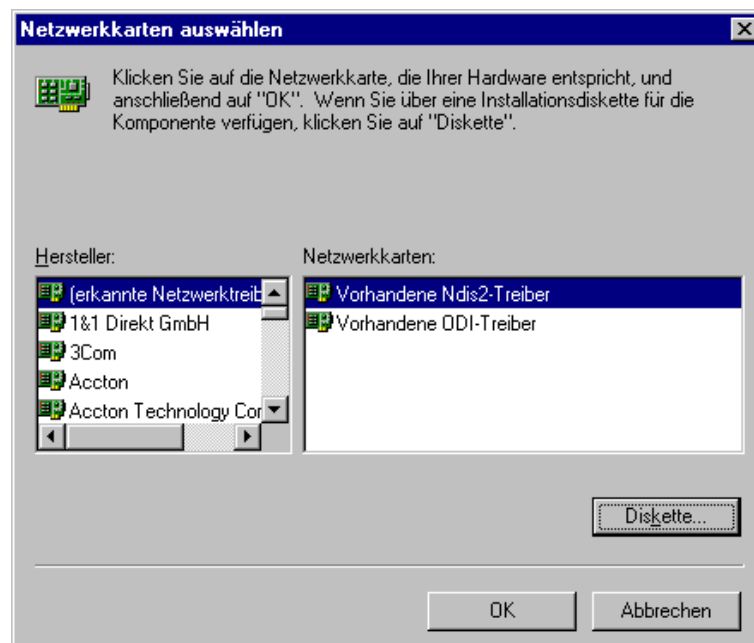 Netzwerkkarten auswählen
Klicken Sie auf die Netzwerkkarte, die Ihrer Hardware entspricht, und
anschließend auf "OK".  Wenn Sie über eine Installationsdiskette für die
Komponente verfügen, klicken Sie auf "Diskette".
Hersteller:
(erkannte Netzwerktreib
1&1 Direkt GmbH
3Com
Accton
Accton Technology Cor
Netzwerkkarten:
Vorhandene Ndis2-Treiber
Vorhandene ODI-Treiber
Diskette...
OK
Abbrechen